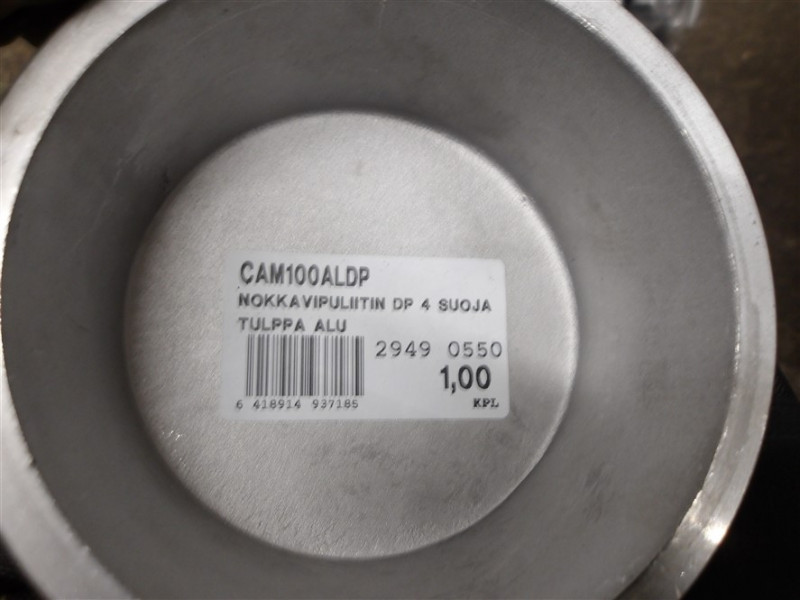 CAM100ALDP
NOKKAVIPULIITIN DP 4 SUOJA
TULPPA ALU
2949 0550
1,00
6 418914 937185
KPL